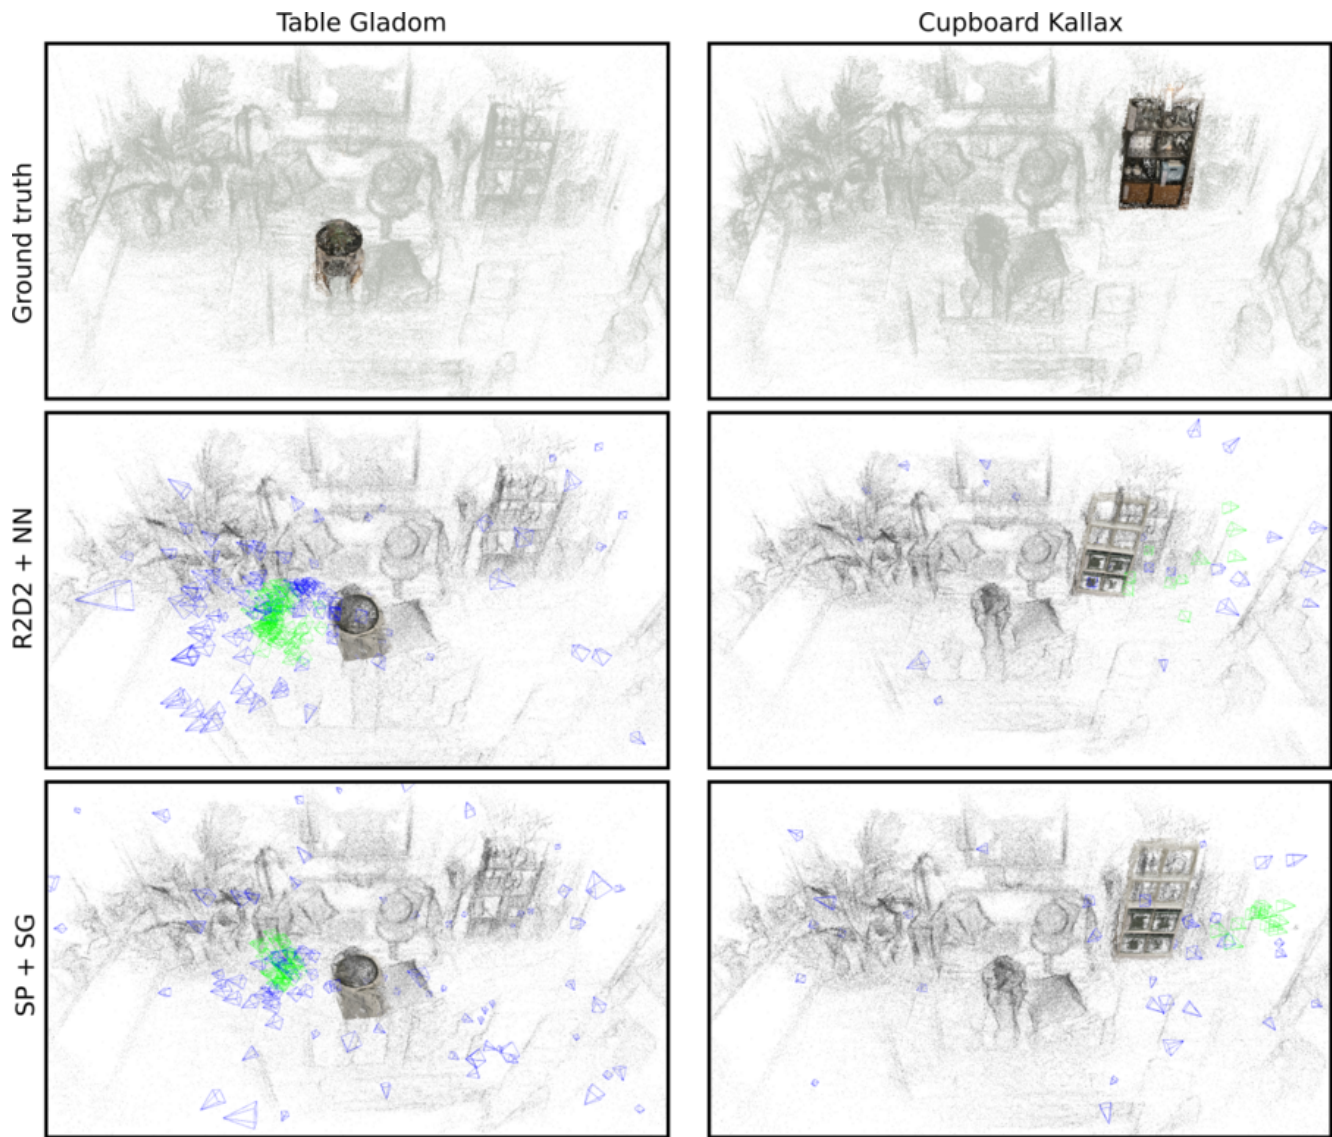 Table Gladom
Cupboard Kallax
Ground truth
R2D2 + NN
SP + SG